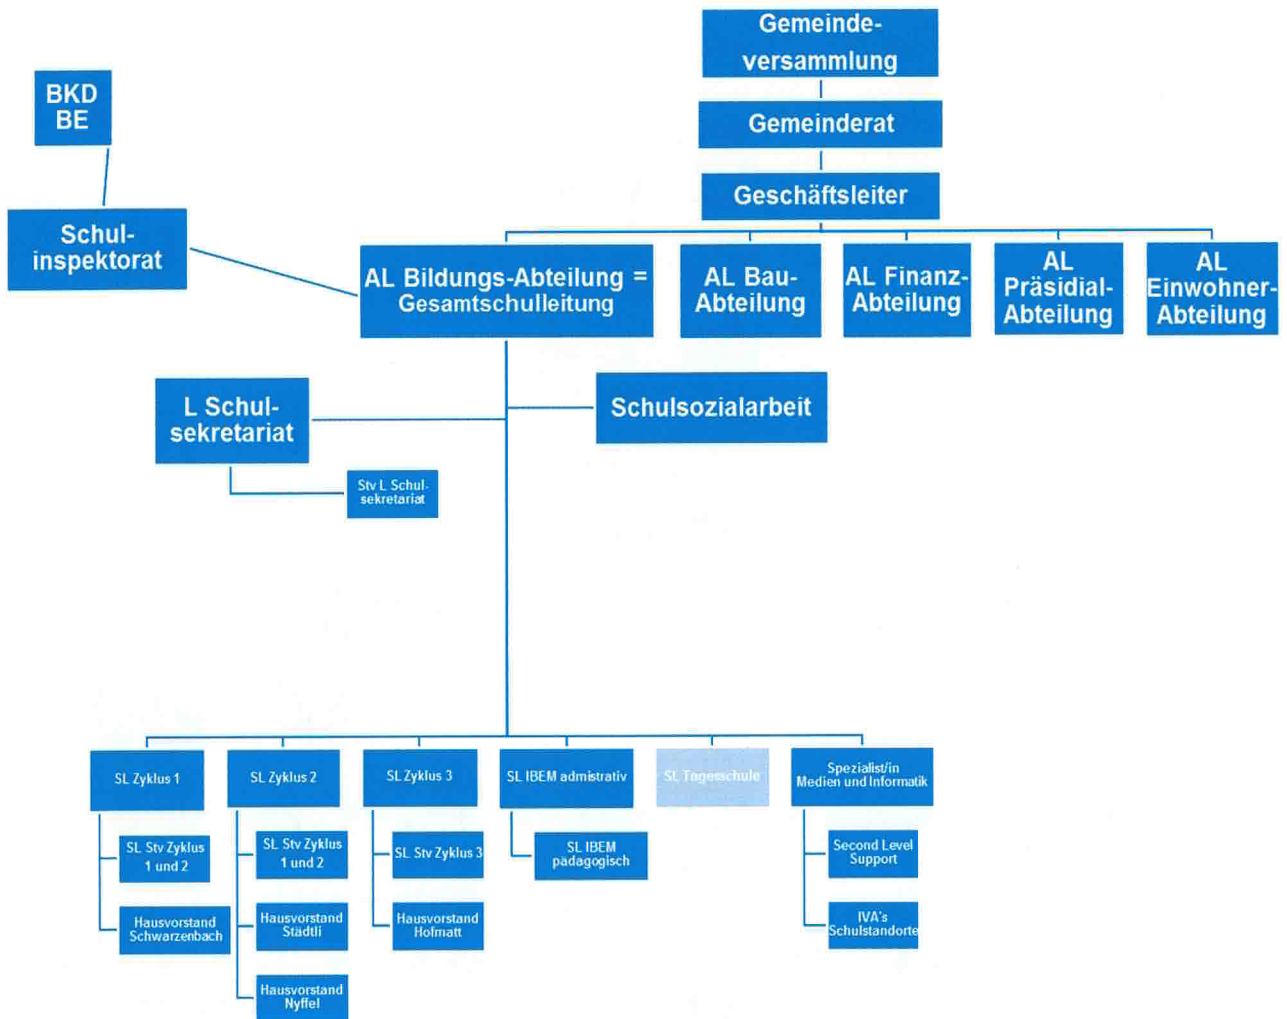 Gemeinde-
versammlung
BKD
BE
Gemeinderat
Geschäftsleiter
Schul-
inspektorat
AL Bildungs-Abteilung =
Gesamtschulleitung
AL Bau-
Abteilung
AL Finanz-
Abteilung
AL
Präsidial-
Abteilung
AL
Einwohner-
Abteilung
L Schul-
sekretariat
Schulsozialarbeit
Stv L Schul-
sekretariat
SL Zyklus 1
SL Zyklus 2
SL Zyklus 3
SL IBEM admistrativ
SL Tagesschule
Spezialist/in
Medien und Informatik
SL Stv Zyklus
1 und 2
SL Stv Zyklus
1 und 2
SL Stv Zyklus 3
SL IBEM
pädagogisch
Second Level
Support
Hausvorstand
Schwarzenbach
Hausvorstand
Städtli
Hausvorstand
Hofmatt
IVA's
Schulstandorte
Hausvorstand
Nyffel